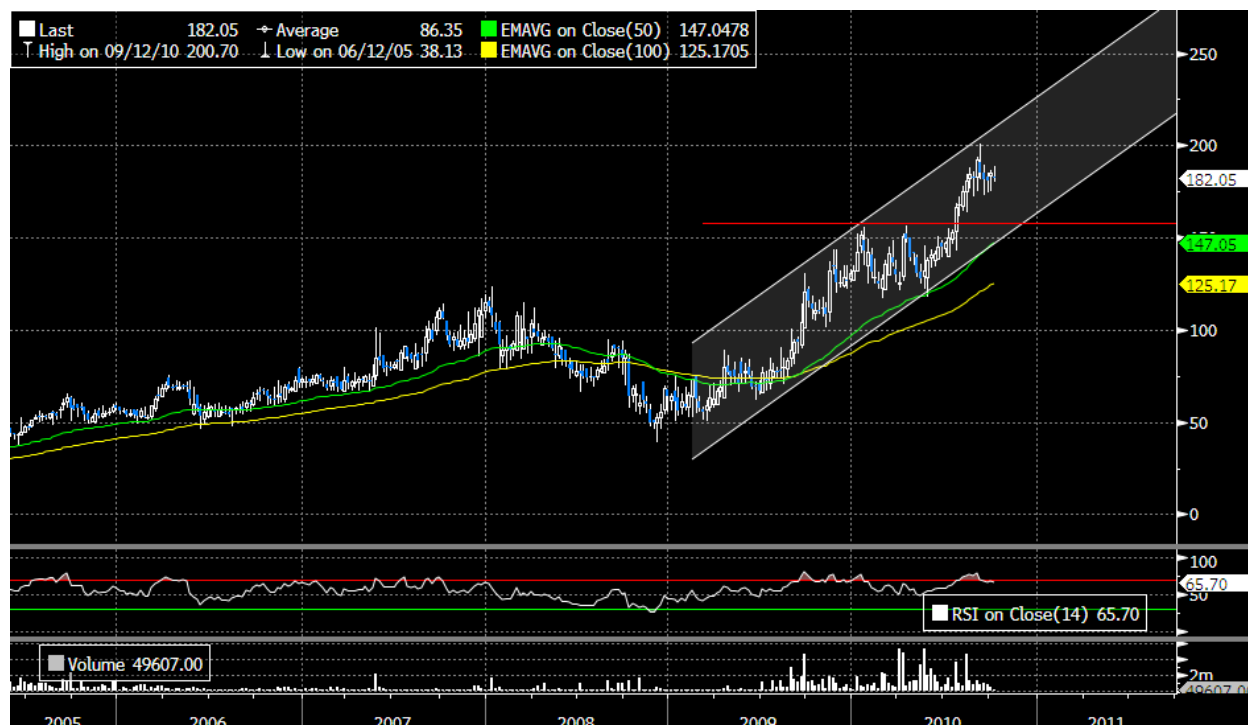 Last 182.05 Average 86.35 EMAVG on Close(50) 147.0478
High on 09/12/10 200.70 Low on 06/12/05 38.13 EMAVG on Close(100) 125.1705
250
200
182.05
147.05
125.17
100
50
0
100
65.70
50
RSI on Close(14) 65.70
Volume 49607.00
2m
49607.00
2005 2006 2007 2008 2009 2010 2011